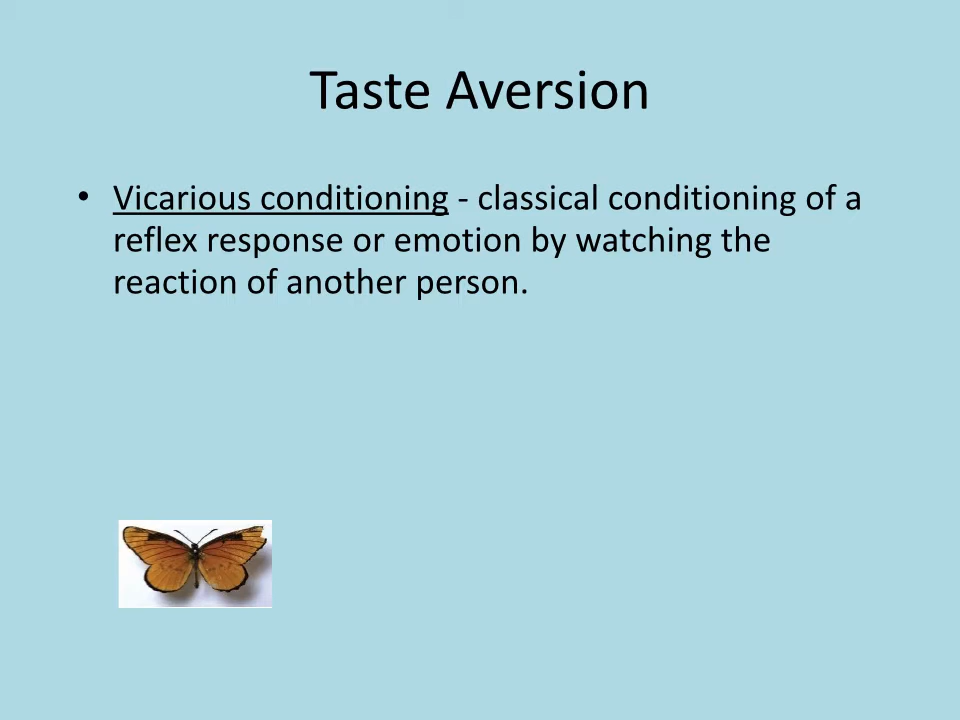 Taste Aversion
• Vicarious conditioning - classical conditioning of a
reflex response or emotion by watching the
reaction of another person.